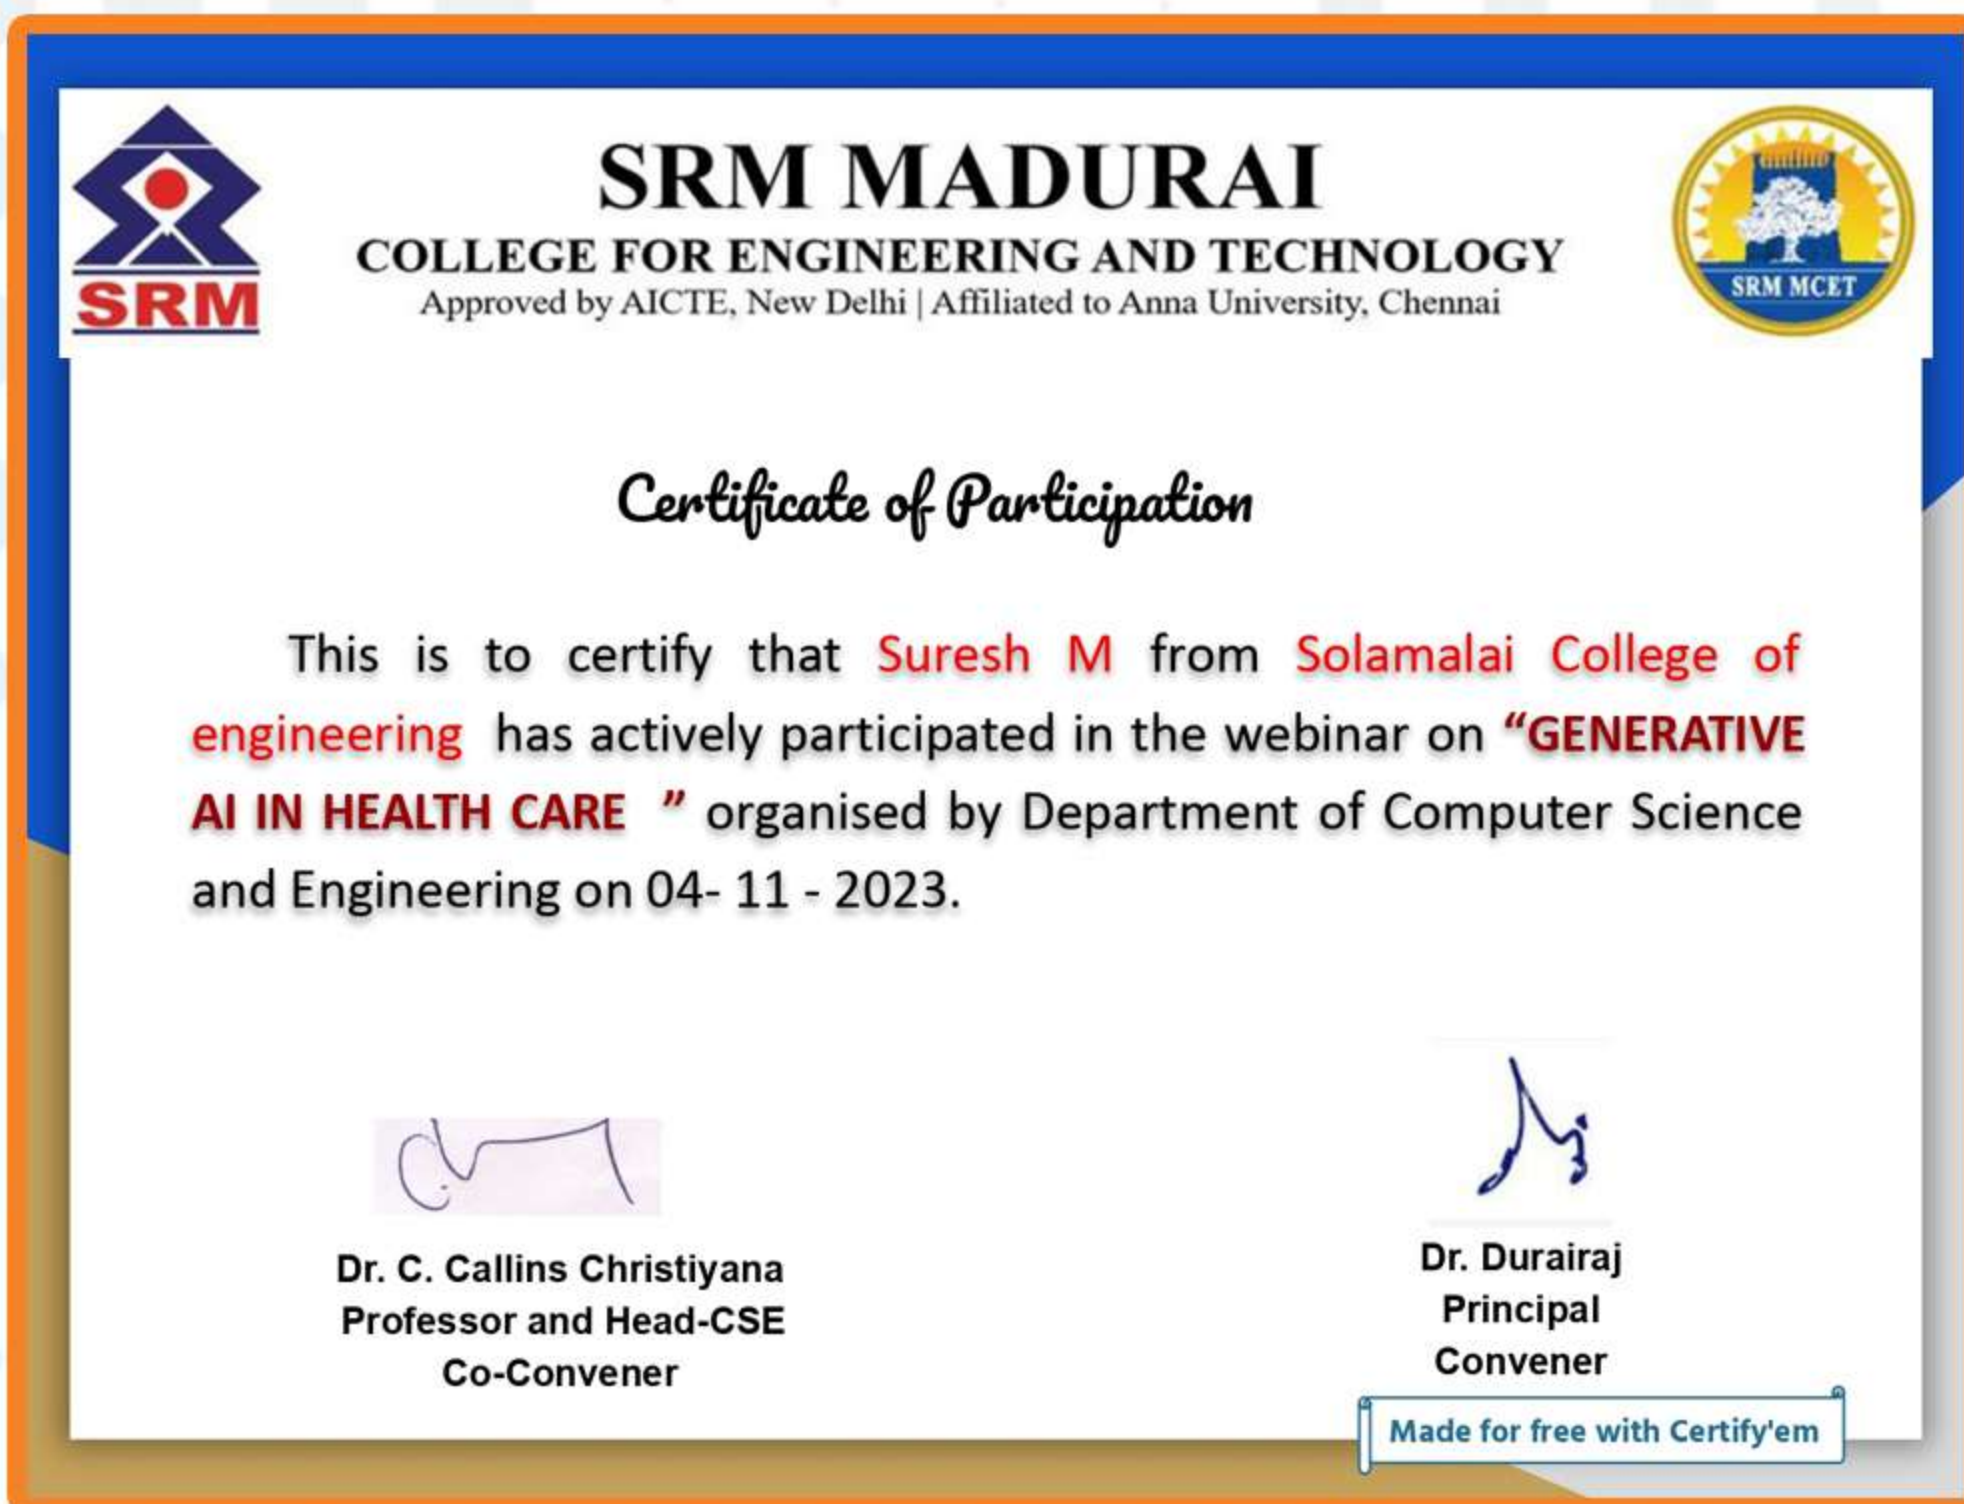 SRM
SRM MADURAI
COLLEGE FOR ENGINEERING AND TECHNOLOGY
Approved by AICTE, New Delhi | Affiliated to Anna University, Chennai
SRM MCET
Certificate of Participation
This is to certify that Suresh M from Solamalai College of
engineering has actively participated in the webinar on “GENERATIVE
AI IN HEALTH CARE ” organised by Department of Computer Science
and Engineering on 04- 11 - 2023.
Dr. C. Callins Christiyana
Professor and Head-CSE
Co-Convener
Dr. Durairaj
Principal
Convener
Made for free with Certify'em